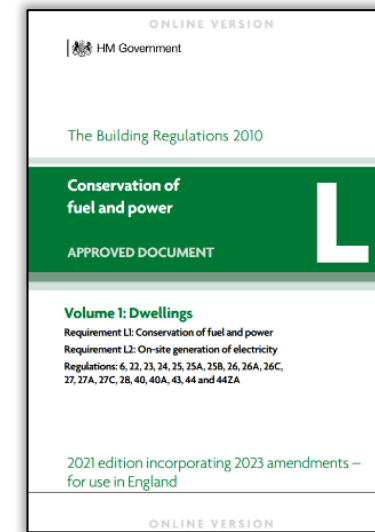 ONLINE VERSION
HM Government
The Building Regulations 2010
Conservation of
fuel and power
APPROVED DOCUMENT
L
Volume 1: Dwellings
Requirement L1: Conservation of fuel and power
Requirement L2: On-site generation of electricity
Regulations: 6, 22, 23, 24, 25, 25A, 25B, 26, 26A, 26C,
27, 27A, 27C, 28, 40, 40A, 43, 44 and 44ZA
2021 edition incorporating 2023 amendments –
for use in England
ONLINE VERSION